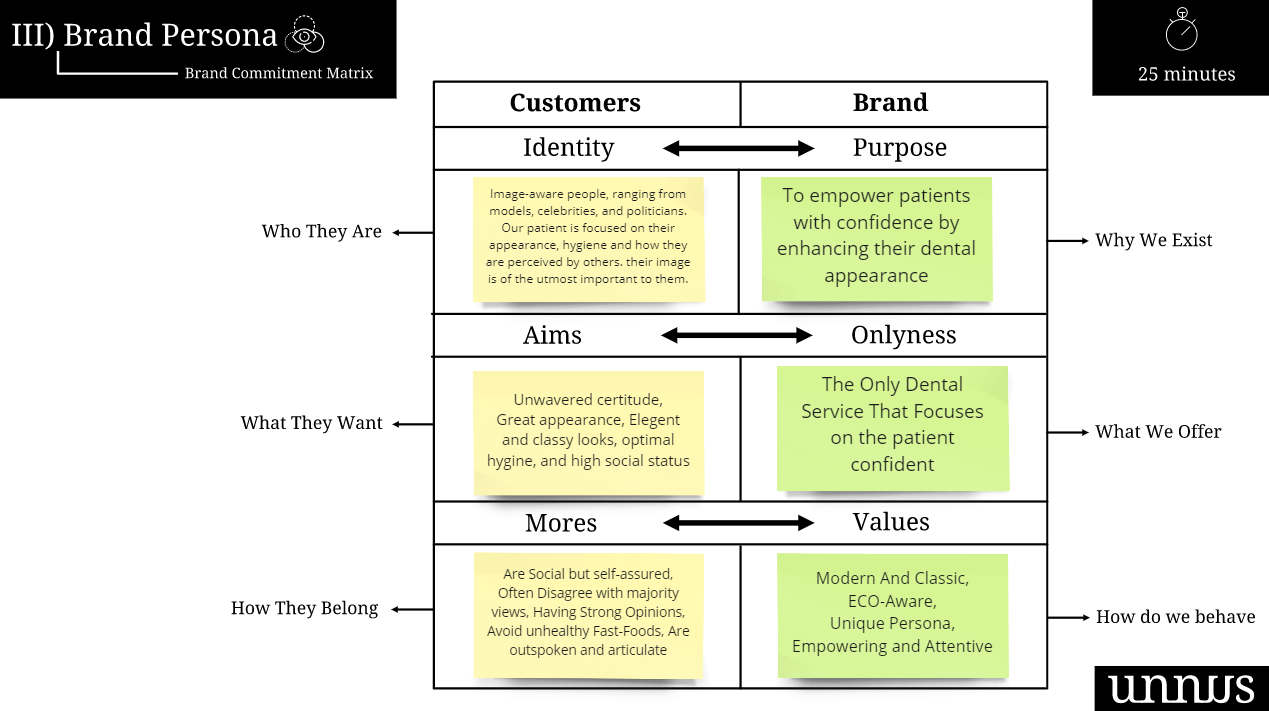 III) Brand Persona
Brand Commitment Matrix
25 minutes
Customers
Brand
Identity
Purpose
Who They Are
Image-aware people, ranging from
models, celebrities, and politicians.
Our patient is focused on their
appearance, hygiene and how they
are perceived by others. their image
is of the utmost important to them.
To empower patients
with confidence by
enhancing their dental
appearance
Why We Exist
Aims
Onlyness
What They Want
Unwavered certitude,
Great appearance, Elegent
and classy looks, optimal
hygine, and high social status
The Only Dental
Service That Focuses
on the patient
confident
What We Offer
Mores
Values
How They Belong
Are Social but self-assured,
Often Disagree with majority
views, Having Strong Opinions,
Avoid unhealthy Fast-Foods, Are
outspoken and articulate
Modern And Classic,
ECO-Aware,
Unique Persona,
Empowering and Attentive
How do we behave
unnus